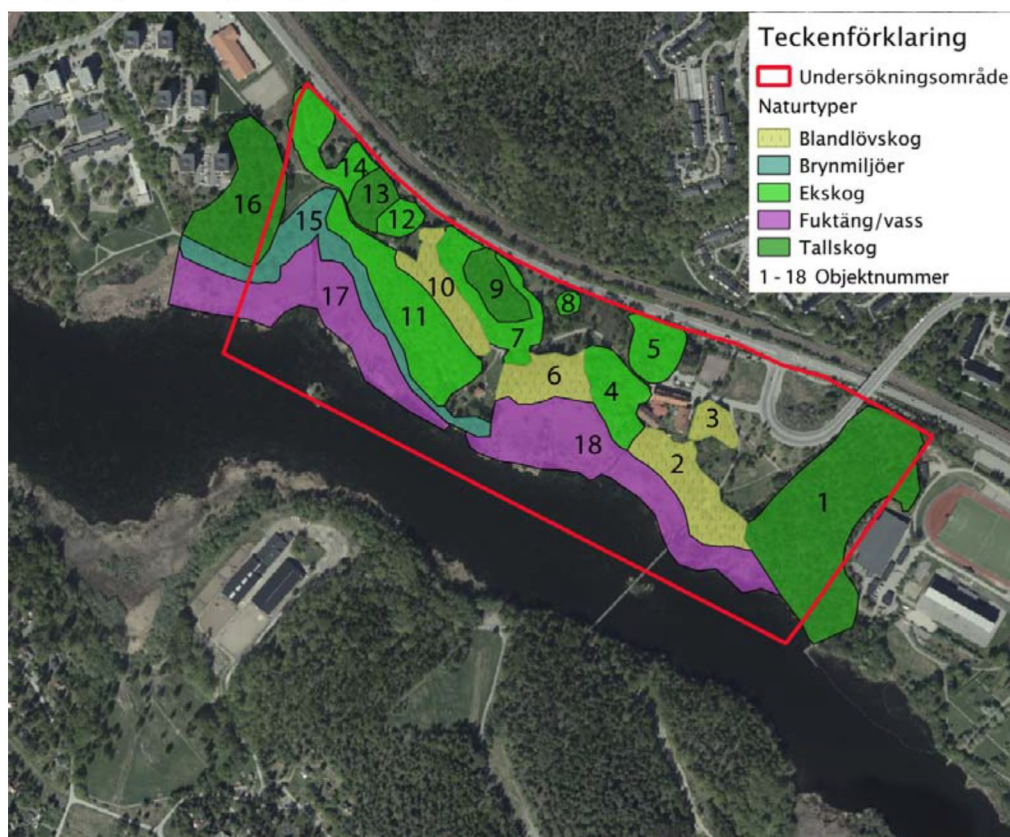 Teckenförklaring
Undersökningsområde
Naturtyper
Blandlövskog
Brynmiljöer
Ekskog
Fuktäng/vass
Tallskog
1 - 18 Objektnummer
14
13
16
12
15
10
9
17
8
11
7
5
6
4
3
18
2
1